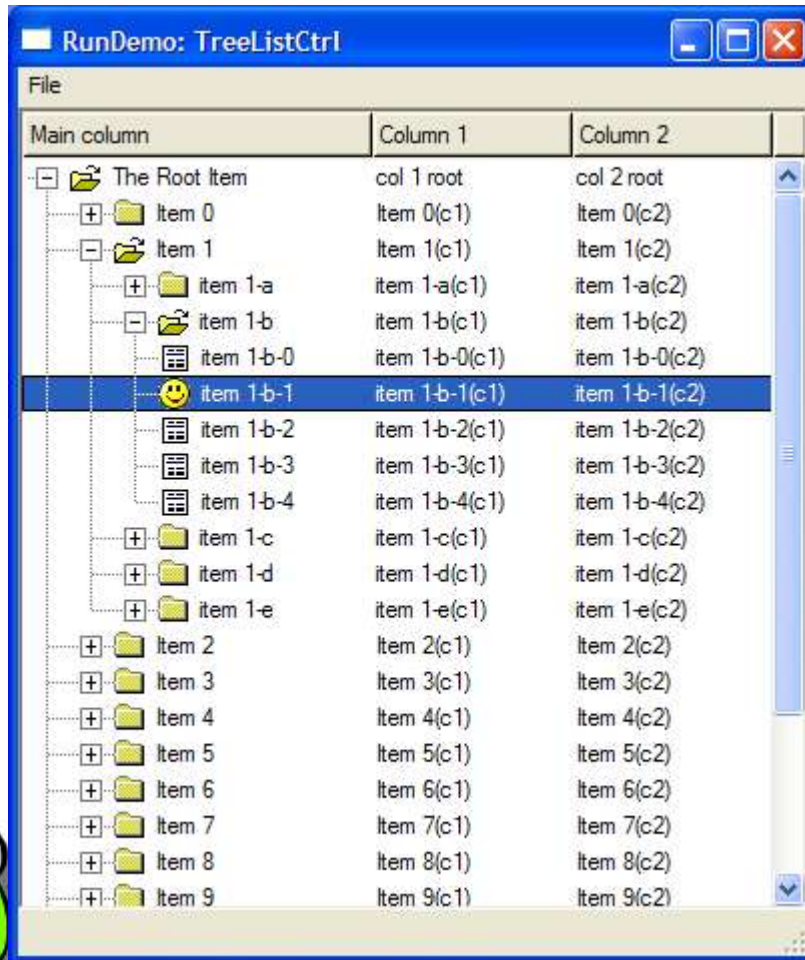 RunDemo: TreeListCtrl
File
Main column Column 1 Column 2
The Root Item col 1 root col 2 root
Item 0 Item 0(c1) Item 0(c2)
Item 1 Item 1(c1) Item 1(c2)
item 1-a item 1-a(c1) item 1-a(c2)
item 1-b item 1-b(c1) item 1-b(c2)
item 1-b-0 item 1-b-0(c1) item 1-b-0(c2)
item 1-b-1 item 1-b-1(c1) item 1-b-1(c2)
item 1-b-2 item 1-b-2(c1) item 1-b-2(c2)
item 1-b-3 item 1-b-3(c1) item 1-b-3(c2)
item 1-b-4 item 1-b-4(c1) item 1-b-4(c2)
item 1-c item 1-c(c1) item 1-c(c2)
item 1-d item 1-d(c1) item 1-d(c2)
item 1-e item 1-e(c1) item 1-e(c2)
Item 2 Item 2(c1) Item 2(c2)
Item 3 Item 3(c1) Item 3(c2)
Item 4 Item 4(c1) Item 4(c2)
Item 5 Item 5(c1) Item 5(c2)
Item 6 Item 6(c1) Item 6(c2)
Item 7 Item 7(c1) Item 7(c2)
Item 8 Item 8(c1) Item 8(c2)
Item 9 Item 9(c1) Item 9(c2)